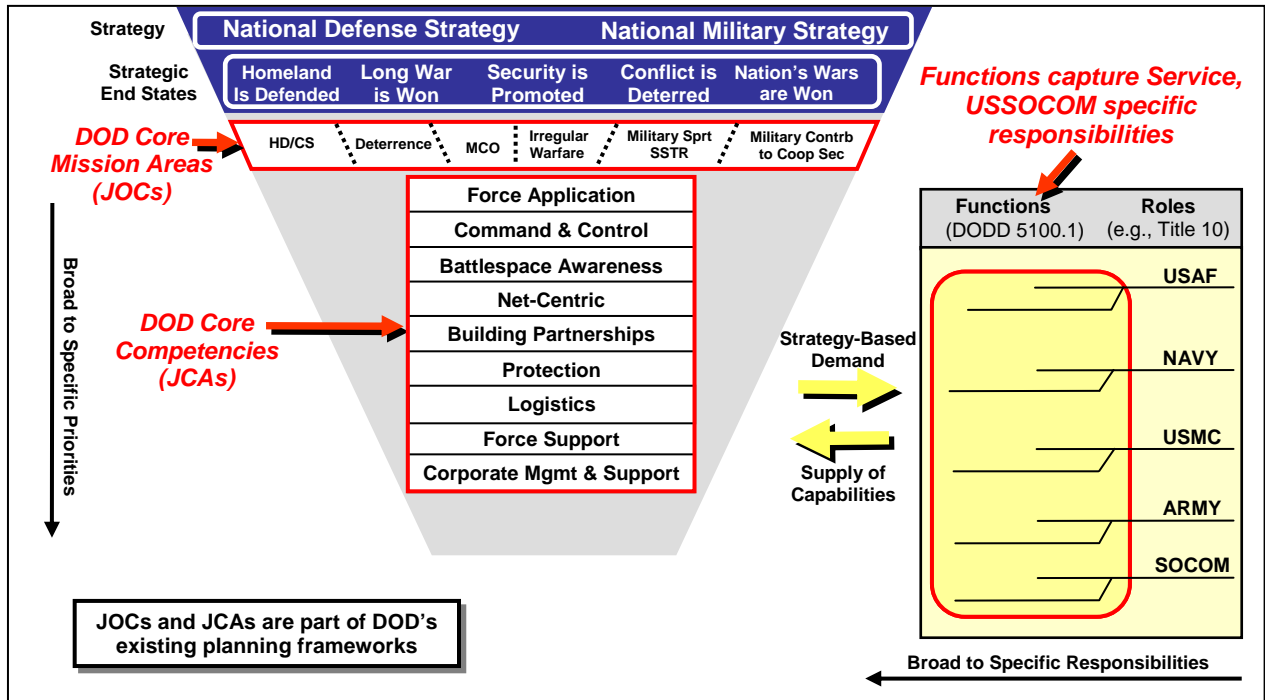 Strategy
National Defense Strategy
National Military Strategy
Strategic
End States
Homeland
Is Defended
Long War
is Won
Security is
Promoted
Conflict is
Deterred
Nation's Wars
are Won
DOD Core
Mission Areas
(JOCs)
HD/CS
Deterrence
MCO
Irregular
Warfare
Military Sprt
SSTR
Military Contrb
to Coop Sec
Functions capture Service,
USSOCOM specific
responsibilities
Broad to Specific Priorities
DOD Core
Competencies
(JCAs)
Force Application
Command & Control
Battlespace Awareness
Net-Centric
Building Partnerships
Protection
Logistics
Force Support
Corporate Mgmt & Support
Strategy-Based
Demand
Supply of
Capabilities
Functions
(DODD 5100.1)
Roles
(e.g., Title 10)
USAF
NAVY
USMC
ARMY
SOCOM
JOCs and JCAs are part of DOD's
existing planning frameworks
Broad to Specific Responsibilities